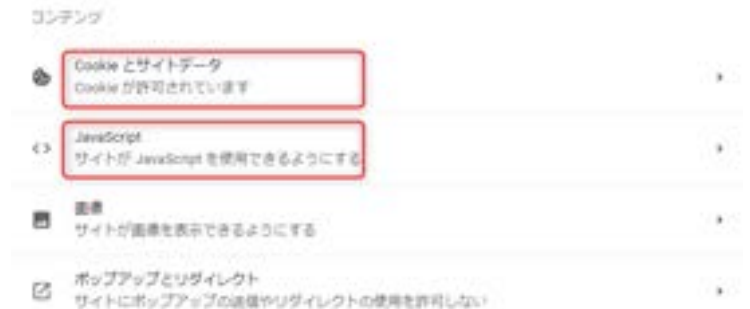 コンテンツ
Cookie とサイトデータ
Cookie が許可されています
JavaScript
サイトが JavaScript を使用できるようにする
画像
サイトが画像を表示できるようにする
ポップアップとリダイレクト
サイトにポップアップの送信やリダイレクトの使用を許可しない